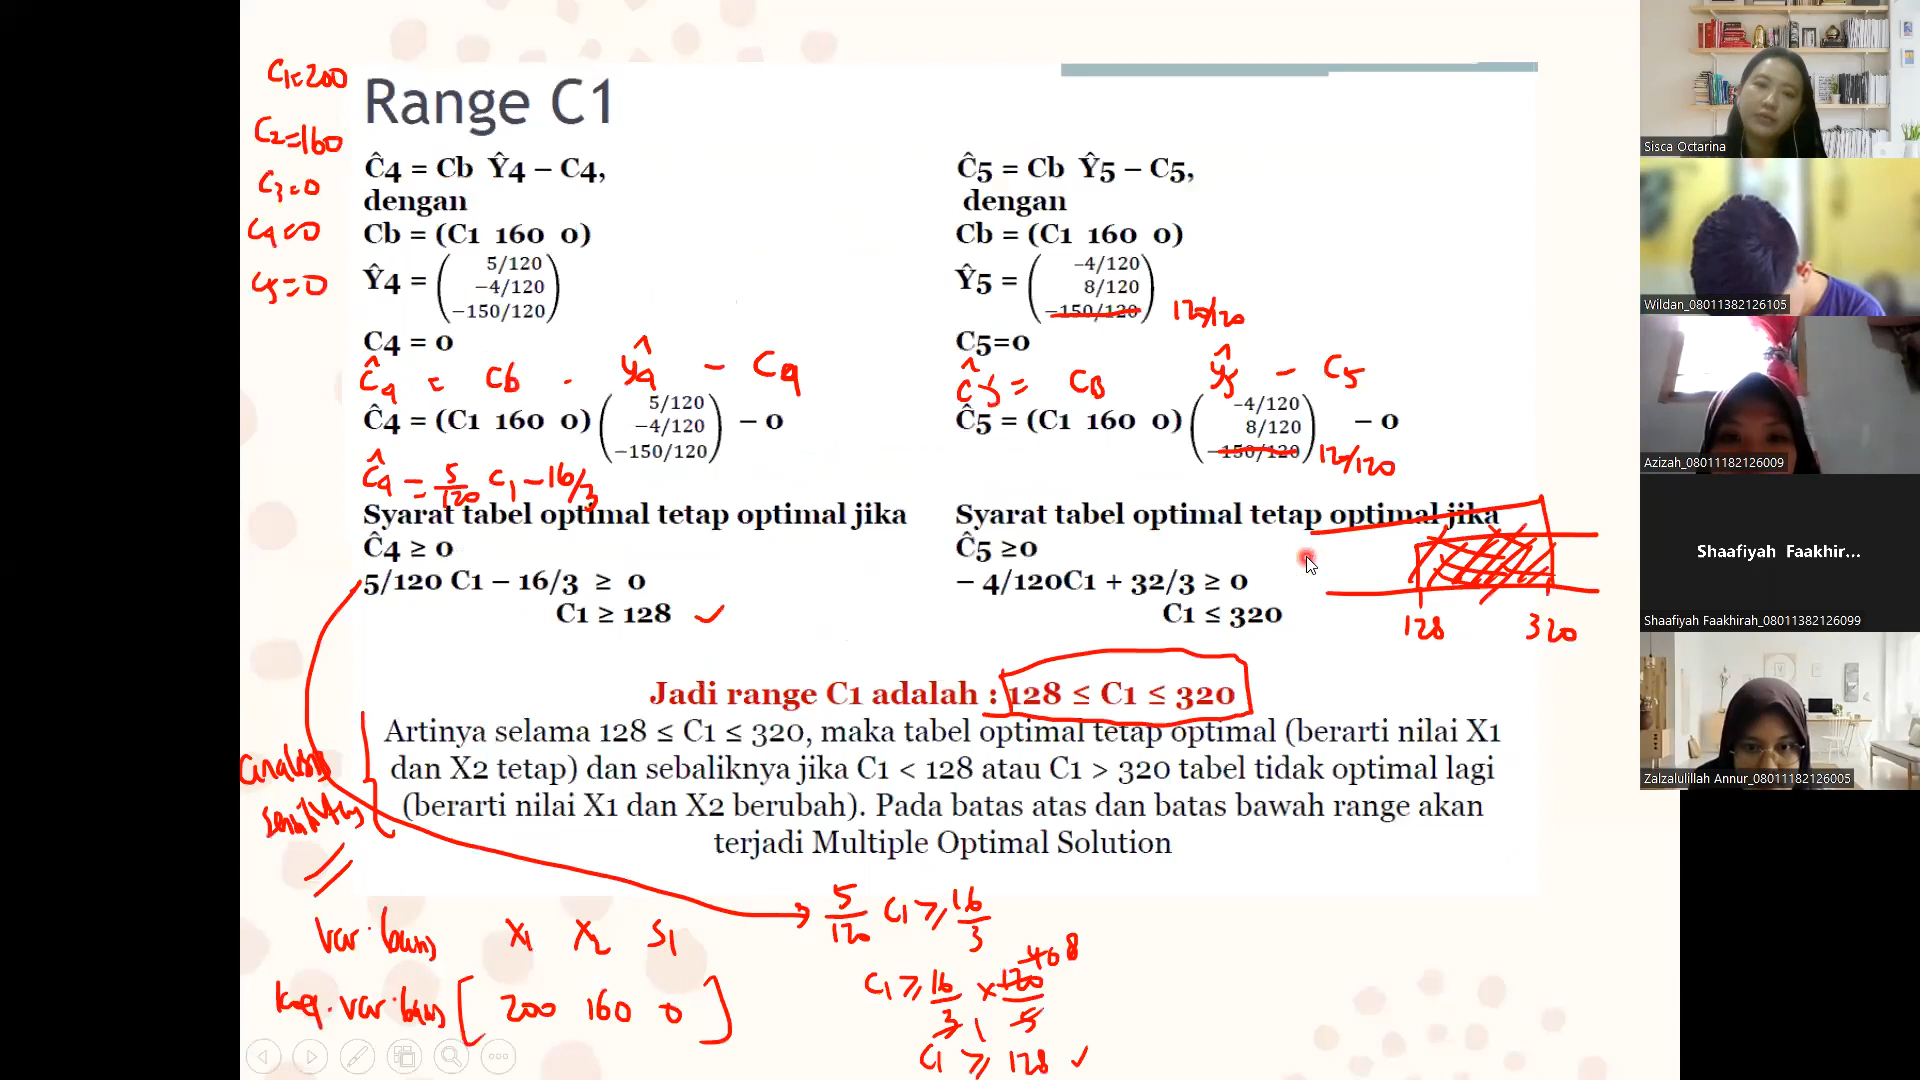 Range C1
C1=200
C2=160
C3=0
C4=0
C5=0
Ĉ4 = Cb Ŷ4 – C4,
dengan
Cb = (C1 160 0)
Ŷ4 = (5/120
−4/120
−150/120)
C4 = 0
Ĉ4 = Cb . Ŷ4 - C4
Ĉ4 = (C1 160 0) (5/120
−4/120
−150/120) – 0
Ĉ4 = 5/120 C1 - 16/3
Syarat tabel optimal tetap optimal jika
Ĉ4 ≥ 0
5/120 C1 – 16/3 ≥ 0
C1 ≥ 128 ✓
Ĉ5 = Cb Ŷ5 – C5,
dengan
Cb = (C1 160 0)
Ŷ5 = (−4/120
8/120
−150/120)
C5=0
Ĉ5 = CB Ŷ5 - C5
Ĉ5 = (C1 160 0) (−4/120
8/120
−150/120) – 0
Syarat tabel optimal tetap optimal jika
Ĉ5 ≥0
– 4/120C1 + 32/3 ≥ 0
C1 ≤ 320
128 320
Jadi range C1 adalah : 128 ≤ C1 ≤ 320
Artinya selama 128 ≤ C1 ≤ 320, maka tabel optimal tetap optimal (berarti nilai X1
dan X2 tetap) dan sebaliknya jika C1 < 128 atau C1 > 320 tabel tidak optimal lagi
(berarti nilai X1 dan X2 berubah). Pada batas atas dan batas bawah range akan
terjadi Multiple Optimal Solution
var. basis X1 X2 S1
koef. var. basis [200 160 0]
5/120 C1 ≥ 16/3
C1 ≥ 16/3 × 120/5
C1 ≥ 128 ✓
Sisca Octarina
Wildan_08011382126105
Azizah_08011182126009
Shaafiyah Faakhir...
Shaafiyah Faakhirah_08011382126099
Zalzalulillah Annur_08011182126005